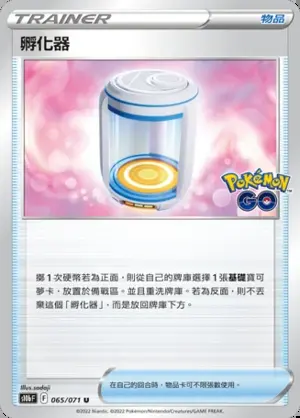 TRAINER 物品
孵化器
Pokémon GO
擲1次硬幣若為正面，則從自己的牌庫選擇1張基礎寶可
夢卡，放置於備戰區。並且重洗牌庫。若為反面，則不丟
棄這個「孵化器」，而是放回牌庫下方。
Illus.sadaji
s10b F F 065/071 U
在自己的回合時，物品卡可不限張數使用。
©2022 Niantic. ©2022 Pokémon/Nintendo/Creatures/GAME FREAK.